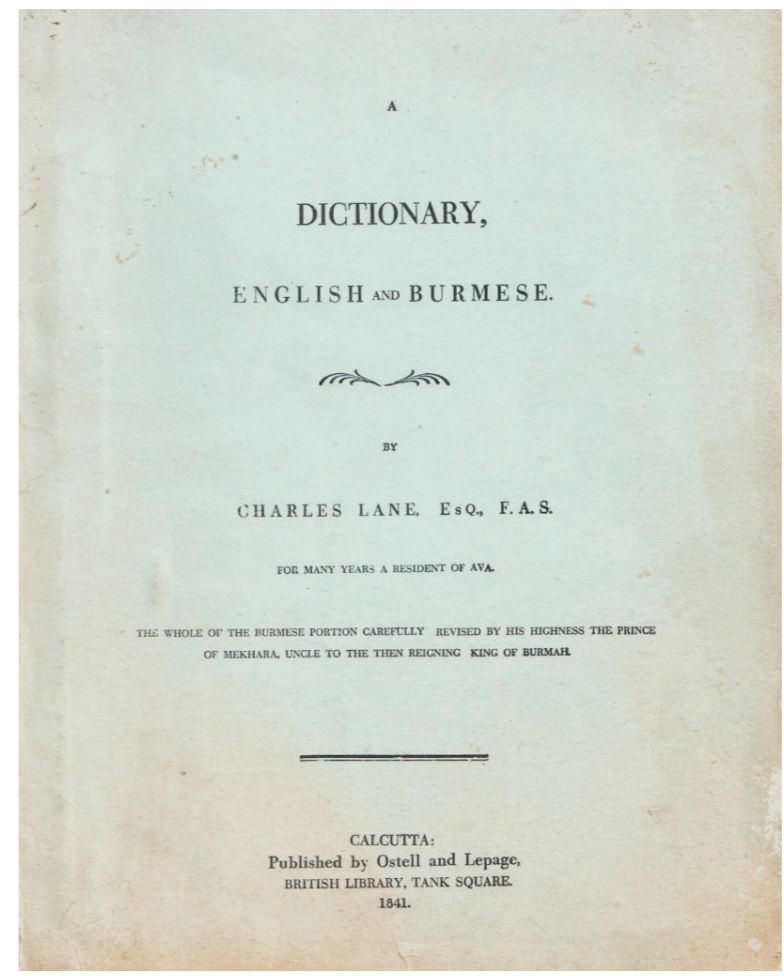 A
DICTIONARY,
ENGLISH AND BURMESE.
BY
CHARLES LANE, EsQ., F. A. S.
FOR MANY YEARS A RESIDENT OF AVA.
THE WHOLE OF THE BURMESE PORTION CAREFULLY REVISED BY HIS HIGHNESS THE PRINCE
OF MEKHARA, UNCLE TO THE THEN REIGNING KING OF BURMAH.
CALCUTTA:
Published by Ostell and Lepage,
BRITISH LIBRARY, TANK SQUARE.
1841.